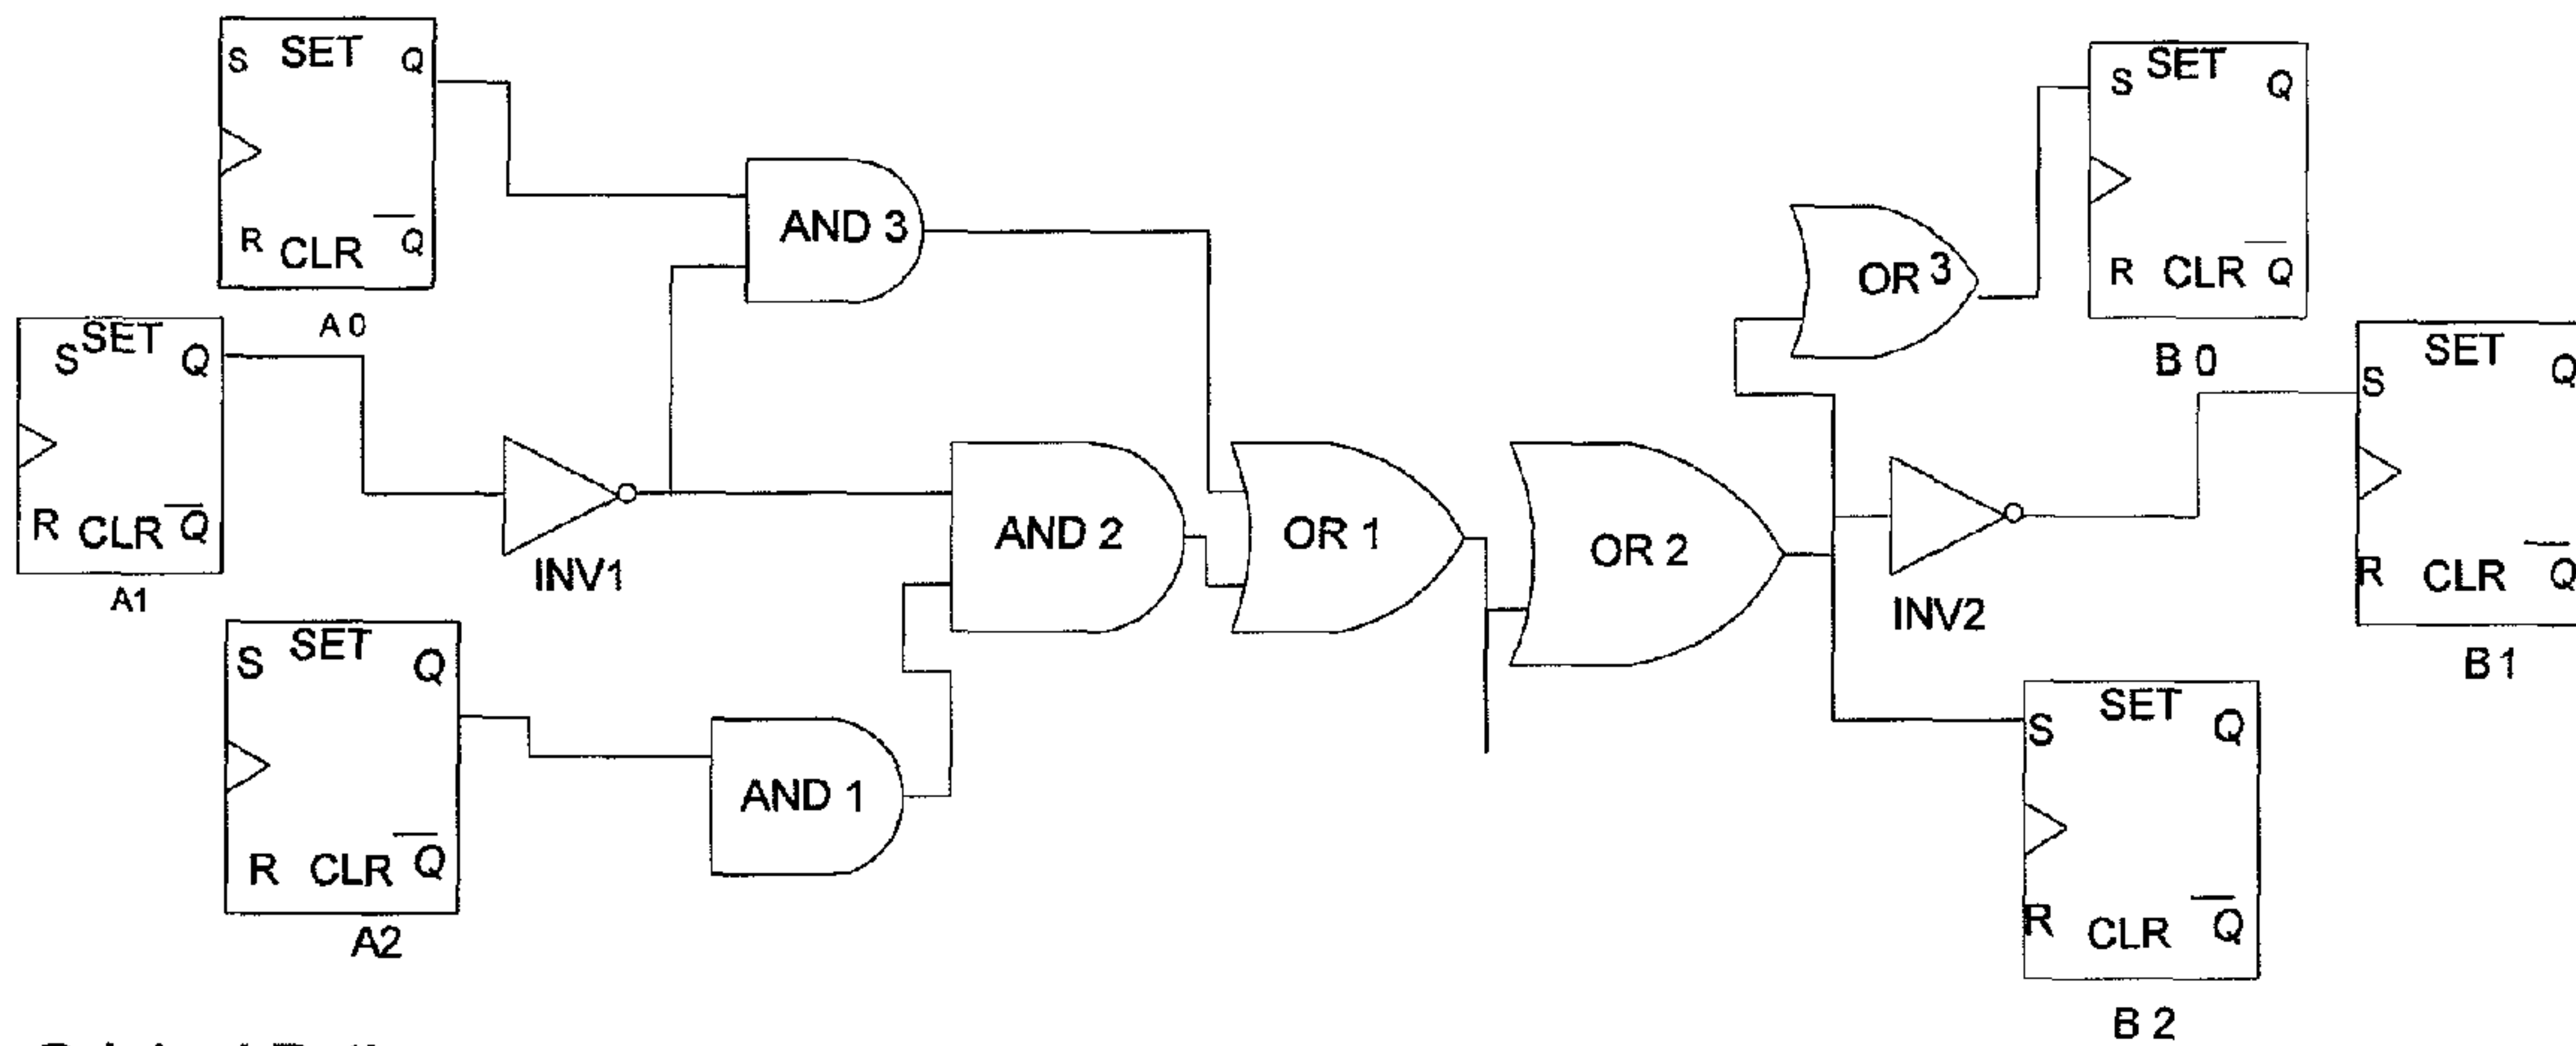 S SET Q
R CLR Q
A 0
S SET Q
R CLR Q
A1
S SET Q
R CLR Q
A2
INV1
AND 3
AND 2
AND 1
OR 1
OR 2
OR 3
INV2
S SET Q
R CLR Q
B 0
S SET Q
R CLR Q
B 1
S SET Q
R CLR Q
B 2